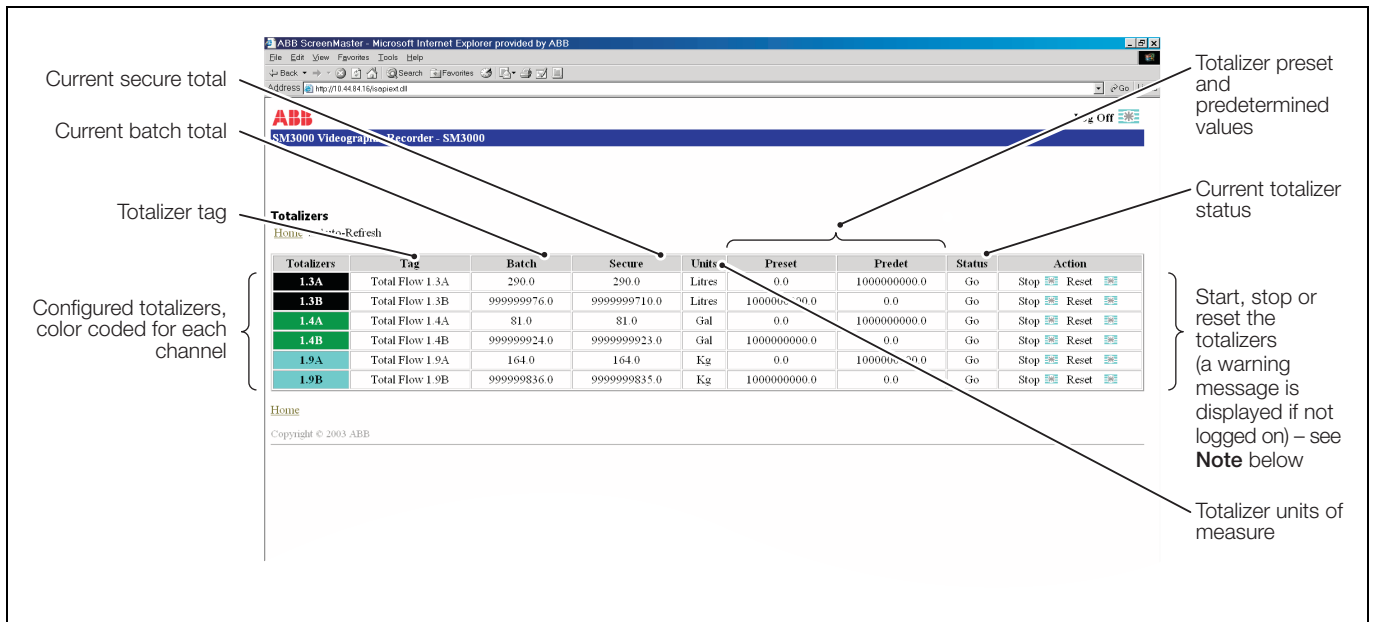 ABB ScreenMaster - Microsoft Internet Explorer provided by ABB
File Edit View Favorites Tools Help
Back Search Favorites
Address http://10.44.84.16/isapiext.dll Go
ABB
Off
SM3000 Videographic Recorder - SM3000
Totalizers
Home Auto-Refresh
Totalizers Tag Batch Secure Units Preset Predet Status Action
1.3A Total Flow 1.3A 290.0 290.0 Litres 0.0 1000000000.0 Go Stop Reset
1.3B Total Flow 1.3B 999999976.0 9999999710.0 Litres 1000000000.0 0.0 Go Stop Reset
1.4A Total Flow 1.4A 81.0 81.0 Gal 0.0 1000000000.0 Go Stop Reset
1.4B Total Flow 1.4B 999999924.0 9999999923.0 Gal 1000000000.0 0.0 Go Stop Reset
1.9A Total Flow 1.9A 164.0 164.0 Kg 0.0 1000000000.0 Go Stop Reset
1.9B Total Flow 1.9B 999999836.0 9999999835.0 Kg 1000000000.0 0.0 Go Stop Reset
Home
Copyright © 2003 ABB
Current secure total
Current batch total
Totalizer tag
Configured totalizers,
color coded for each
channel
Totalizer preset
and
predetermined
values
Current totalizer
status
Start, stop or
reset the
totalizers
(a warning
message is
displayed if not
logged on) – see
Note below
Totalizer units of
measure